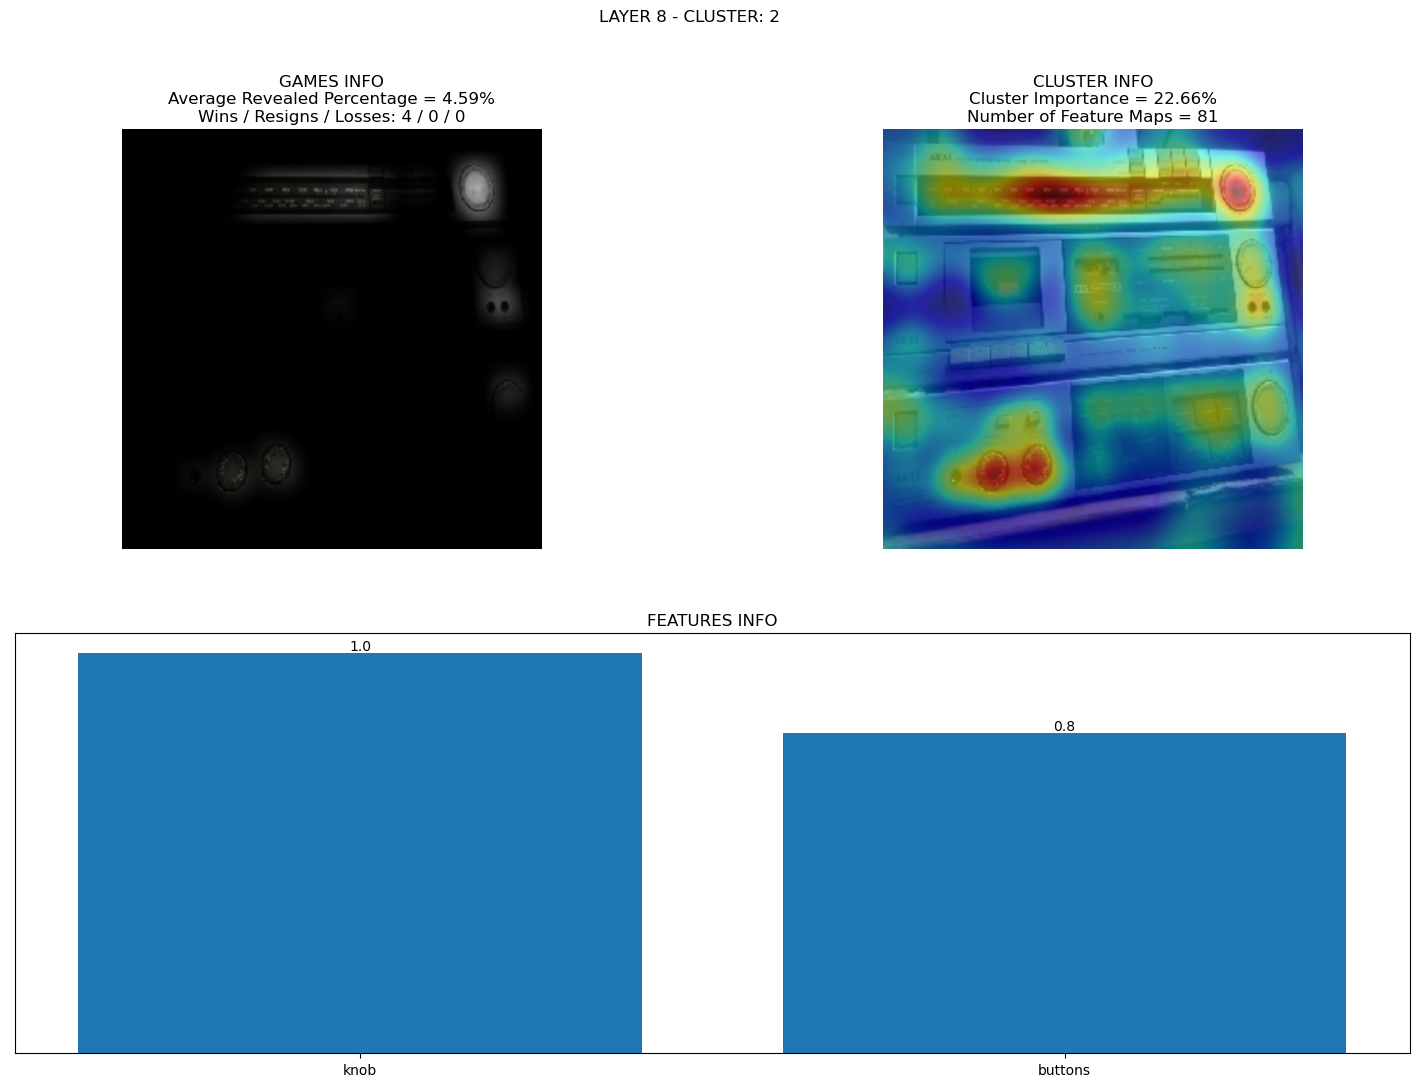 LAYER 8 - CLUSTER: 2
GAMES INFO
Average Revealed Percentage = 4.59%
Wins / Resigns / Losses: 4 / 0 / 0
CLUSTER INFO
Cluster Importance = 22.66%
Number of Feature Maps = 81
AKAI
FEATURES INFO
1.0
0.8
knob
buttons